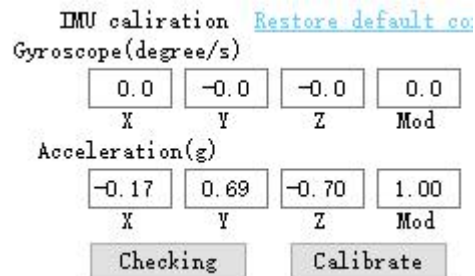 IMU caliration Restore default
Gyroscope(degree/s)
0.0 -0.0 -0.0 0.0
X Y Z Mod
Acceleration(g)
-0.17 0.69 -0.70 1.00
X Y Z Mod
Checking Calibrate